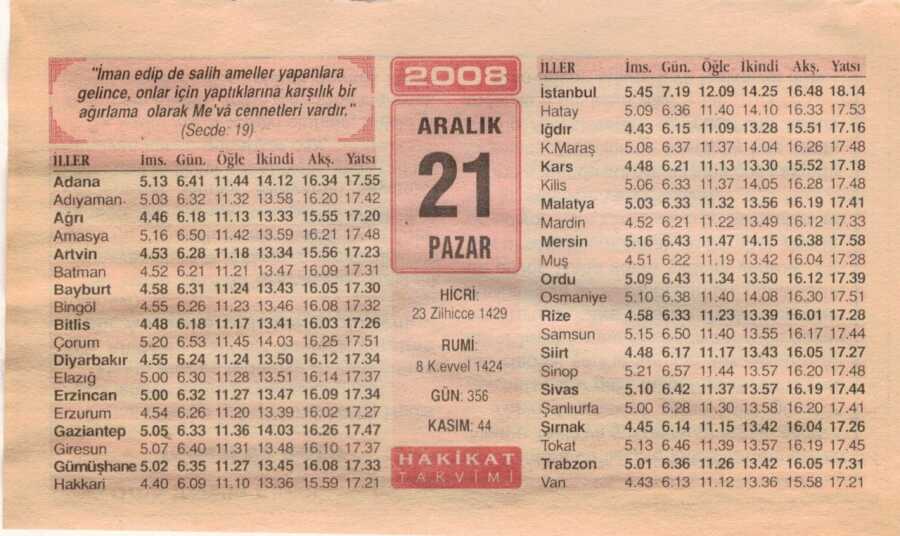 "İman edip de salih ameller yapanlara
gelince, onlar için yaptıklarına karşılık bir
ağırlama olarak Me'vâ cennetleri vardır."
(Secde: 19)
İLLER İms. Gün. Öğle İkindi Akş. Yatsı
Adana 5.13 6.41 11.44 14.12 16.34 17.55
Adıyaman 5.03 6.32 11.32 13.58 16.20 17.42
Ağrı 4.46 6.18 11.13 13.33 15.55 17.20
Amasya 5.16 6.50 11.42 13.59 16.21 17.48
Artvin 4.53 6.28 11.18 13.34 15.56 17.23
Batman 4.52 6.21 11.21 13.47 16.09 17.31
Bayburt 4.58 6.31 11.24 13.43 16.05 17.30
Bingöl 4.55 6.26 11.23 13.46 16.08 17.32
Bitlis 4.48 6.18 11.17 13.41 16.03 17.26
Çorum 5.20 6.53 11.45 14.03 16.25 17.51
Diyarbakır 4.55 6.24 11.24 13.50 16.12 17.34
Elazığ 5.00 6.30 11.28 13.51 16.14 17.37
Erzincan 5.00 6.32 11.27 13.47 16.09 17.34
Erzurum 4.54 6.26 11.20 13.39 16.02 17.27
Gaziantep 5.05 6.33 11.36 14.03 16.26 17.47
Giresun 5.07 6.40 11.31 13.48 16.10 17.37
Gümüşhane 5.02 6.35 11.27 13.45 16.08 17.33
Hakkari 4.40 6.09 11.10 13.36 15.59 17.21
2008
ARALIK
21
PAZAR
HİCRİ:
23 Zilhicce 1429
RUMİ:
8 K.evvel 1424
GÜN: 356
KASIM: 44
HAKİKAT
TAKVİMİ
İLLER İms. Gün. Öğle İkindi Akş. Yatsı
İstanbul 5.45 7.19 12.09 14.25 16.48 18.14
Hatay 5.09 6.36 11.40 14.10 16.33 17.53
Iğdır 4.43 6.15 11.09 13.28 15.51 17.16
K.Maraş 5.08 6.37 11.37 14.04 16.26 17.48
Kars 4.48 6.21 11.13 13.30 15.52 17.18
Kilis 5.06 6.33 11.37 14.05 16.28 17.48
Malatya 5.03 6.33 11.32 13.56 16.19 17.41
Mardin 4.52 6.21 11.22 13.49 16.12 17.33
Mersin 5.16 6.43 11.47 14.15 16.38 17.58
Muş 4.51 6.22 11.19 13.42 16.04 17.28
Ordu 5.09 6.43 11.34 13.50 16.12 17.39
Osmaniye 5.10 6.38 11.40 14.08 16.30 17.51
Rize 4.58 6.33 11.23 13.39 16.01 17.28
Samsun 5.15 6.50 11.40 13.55 16.17 17.44
Siirt 4.48 6.17 11.17 13.43 16.05 17.27
Sinop 5.21 6.57 11.44 13.57 16.20 17.48
Sivas 5.10 6.42 11.37 13.57 16.19 17.44
Şanlıurfa 5.00 6.28 11.30 13.58 16.20 17.41
Şırnak 4.45 6.14 11.15 13.42 16.04 17.26
Tokat 5.13 6.46 11.39 13.57 16.19 17.45
Trabzon 5.01 6.36 11.26 13.42 16.05 17.31
Van 4.43 6.13 11.12 13.36 15.58 17.21